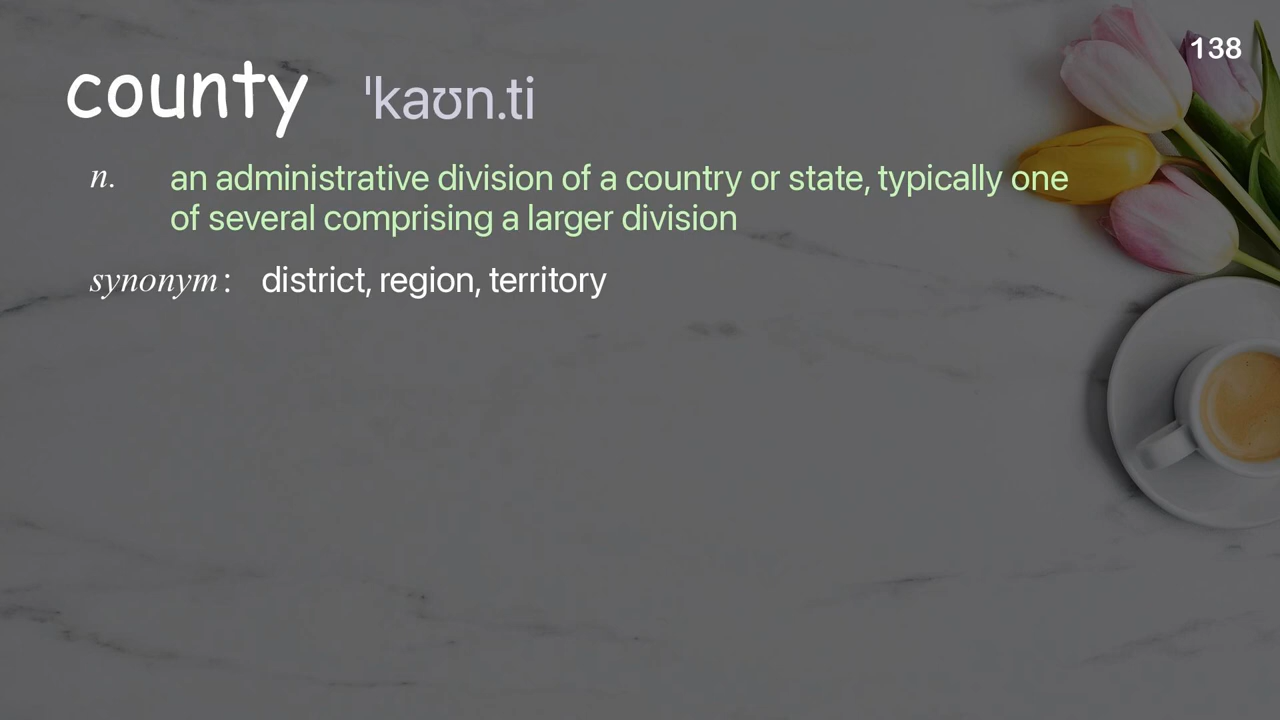 138
county ˈkaʊn.ti
n. an administrative division of a country or state, typically one
of several comprising a larger division
synonym: district, region, territory